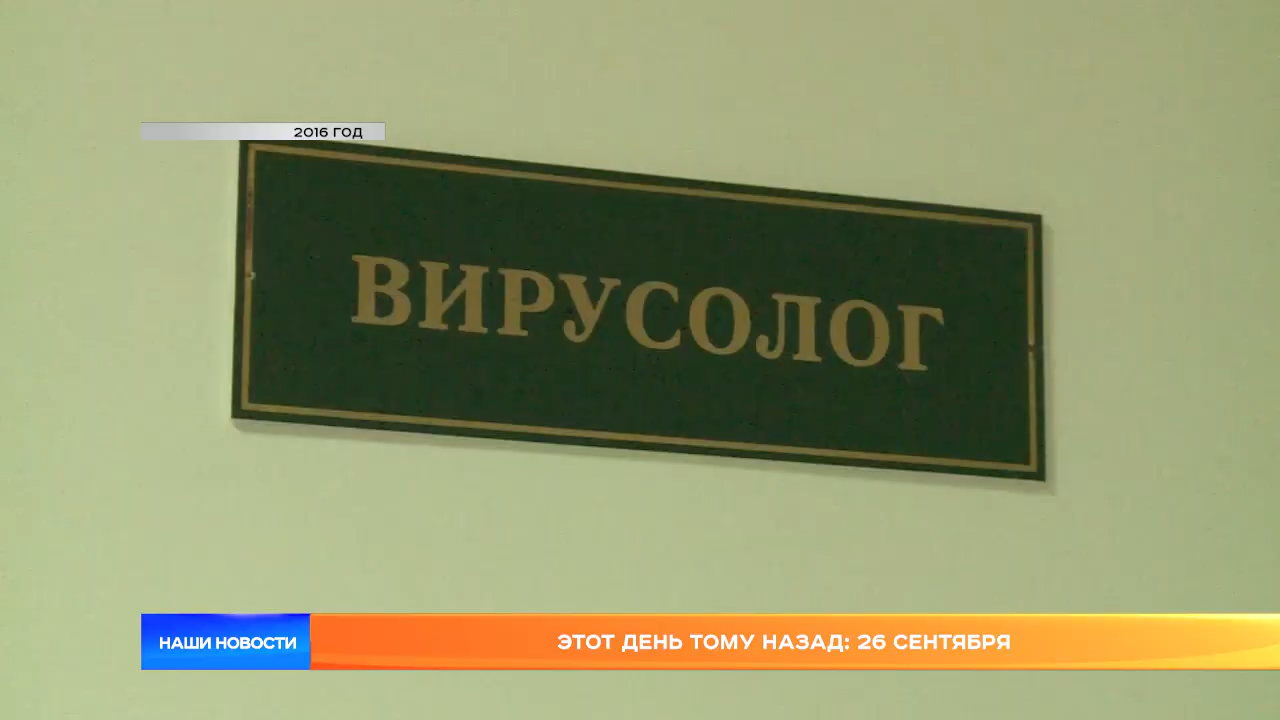 2016 ГОД
ВИРУСОЛОГ
НАШИ НОВОСТИ
ЭТОТ ДЕНЬ ТОМУ НАЗАД: 26 СЕНТЯБРЯ